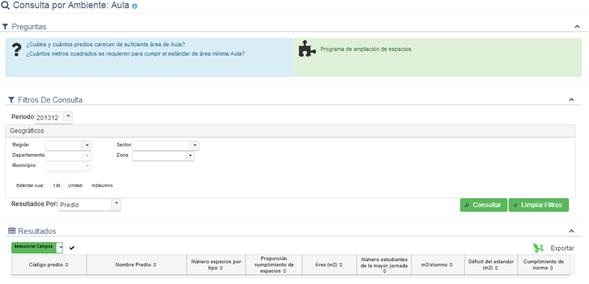 Consulta por Ambiente: Aula
Preguntas
¿Cuáles y cuántos predios carecen de suficiente área de Aula?
¿Cuántos metros cuadrados se requieren para cumplir el estándar de área mínima Aula?
Programa de ampliación de espacios.
Filtros De Consulta
Periodo 201312
Geográficos
Región Sector
Departamento Zona
Municipio
Estándar Unidad: m2/alumno
Resultados Por: Predio
Consultar Limpiar Filtros
Resultados
Seleccionar Campos Exportar
Código predio Nombre Predio Número espacios por tipo Proporción cumplimiento de espacios Área (m2) Número estudiantes de la mayor jornada m2/alumno Déficit del estandar (m2) Cumplimiento de norma